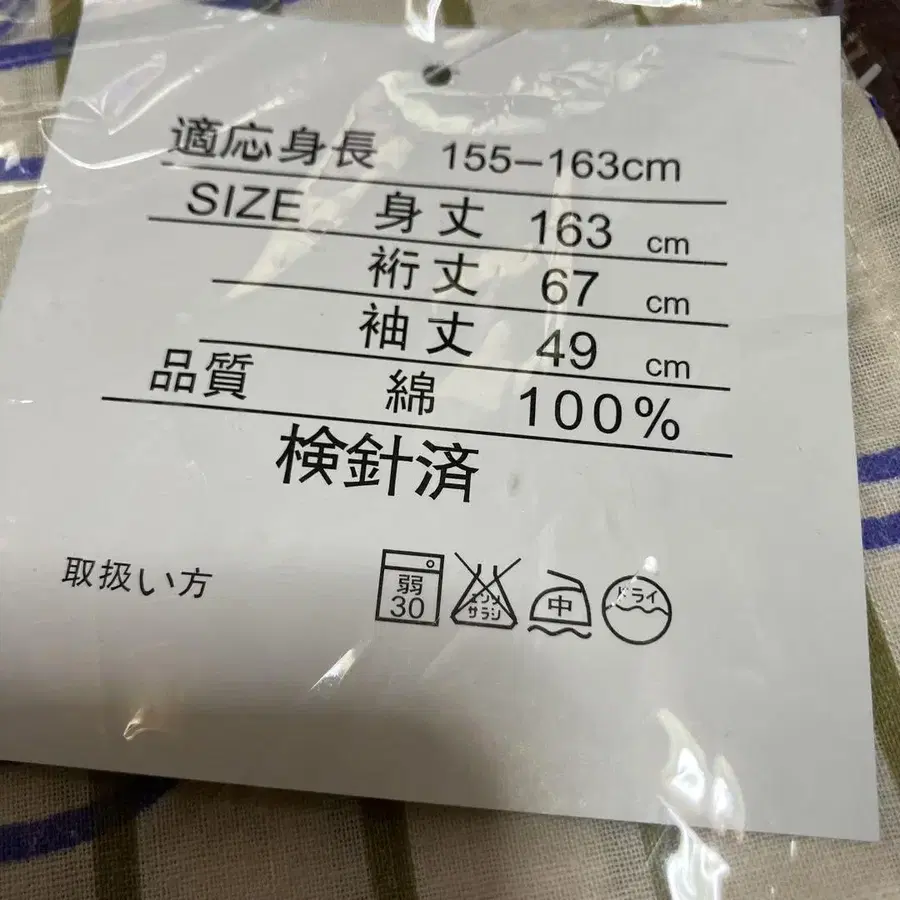 適応身長 155-163cm
SIZE 身丈 163 cm
裄丈 67 cm
袖丈 49 cm
品質 綿 100%
検針済
取扱い方
弱 30
エンソ サラシ
中
ドライ